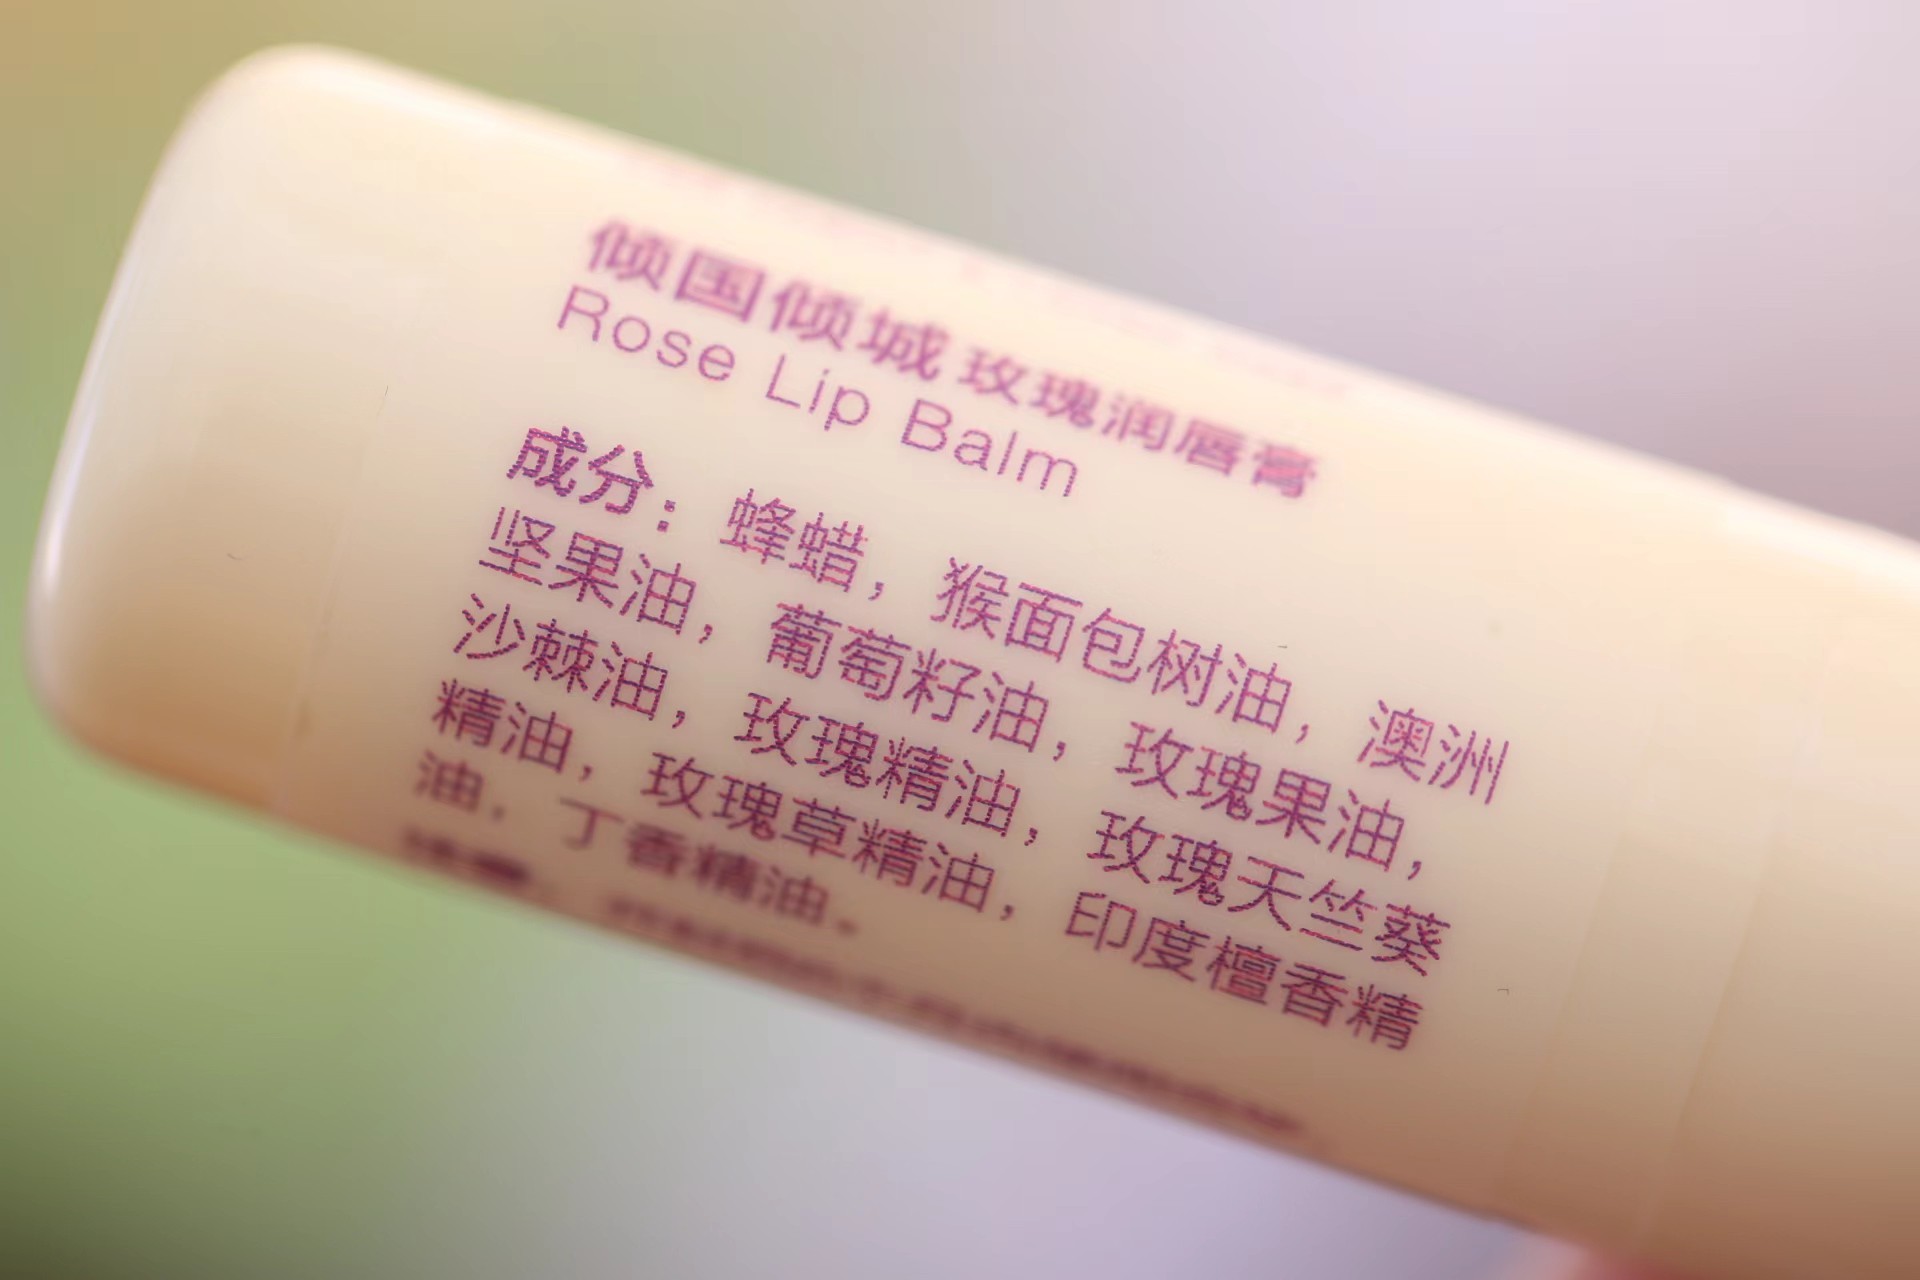 倾国倾城 玫瑰润唇膏
Rose Lip Balm
成分：蜂蜡，猴面包树油，澳洲
坚果油，葡萄籽油，玫瑰果油，
沙棘油，玫瑰精油，玫瑰天竺葵
精油，玫瑰草精油，印度檀香精
油，丁香精油。